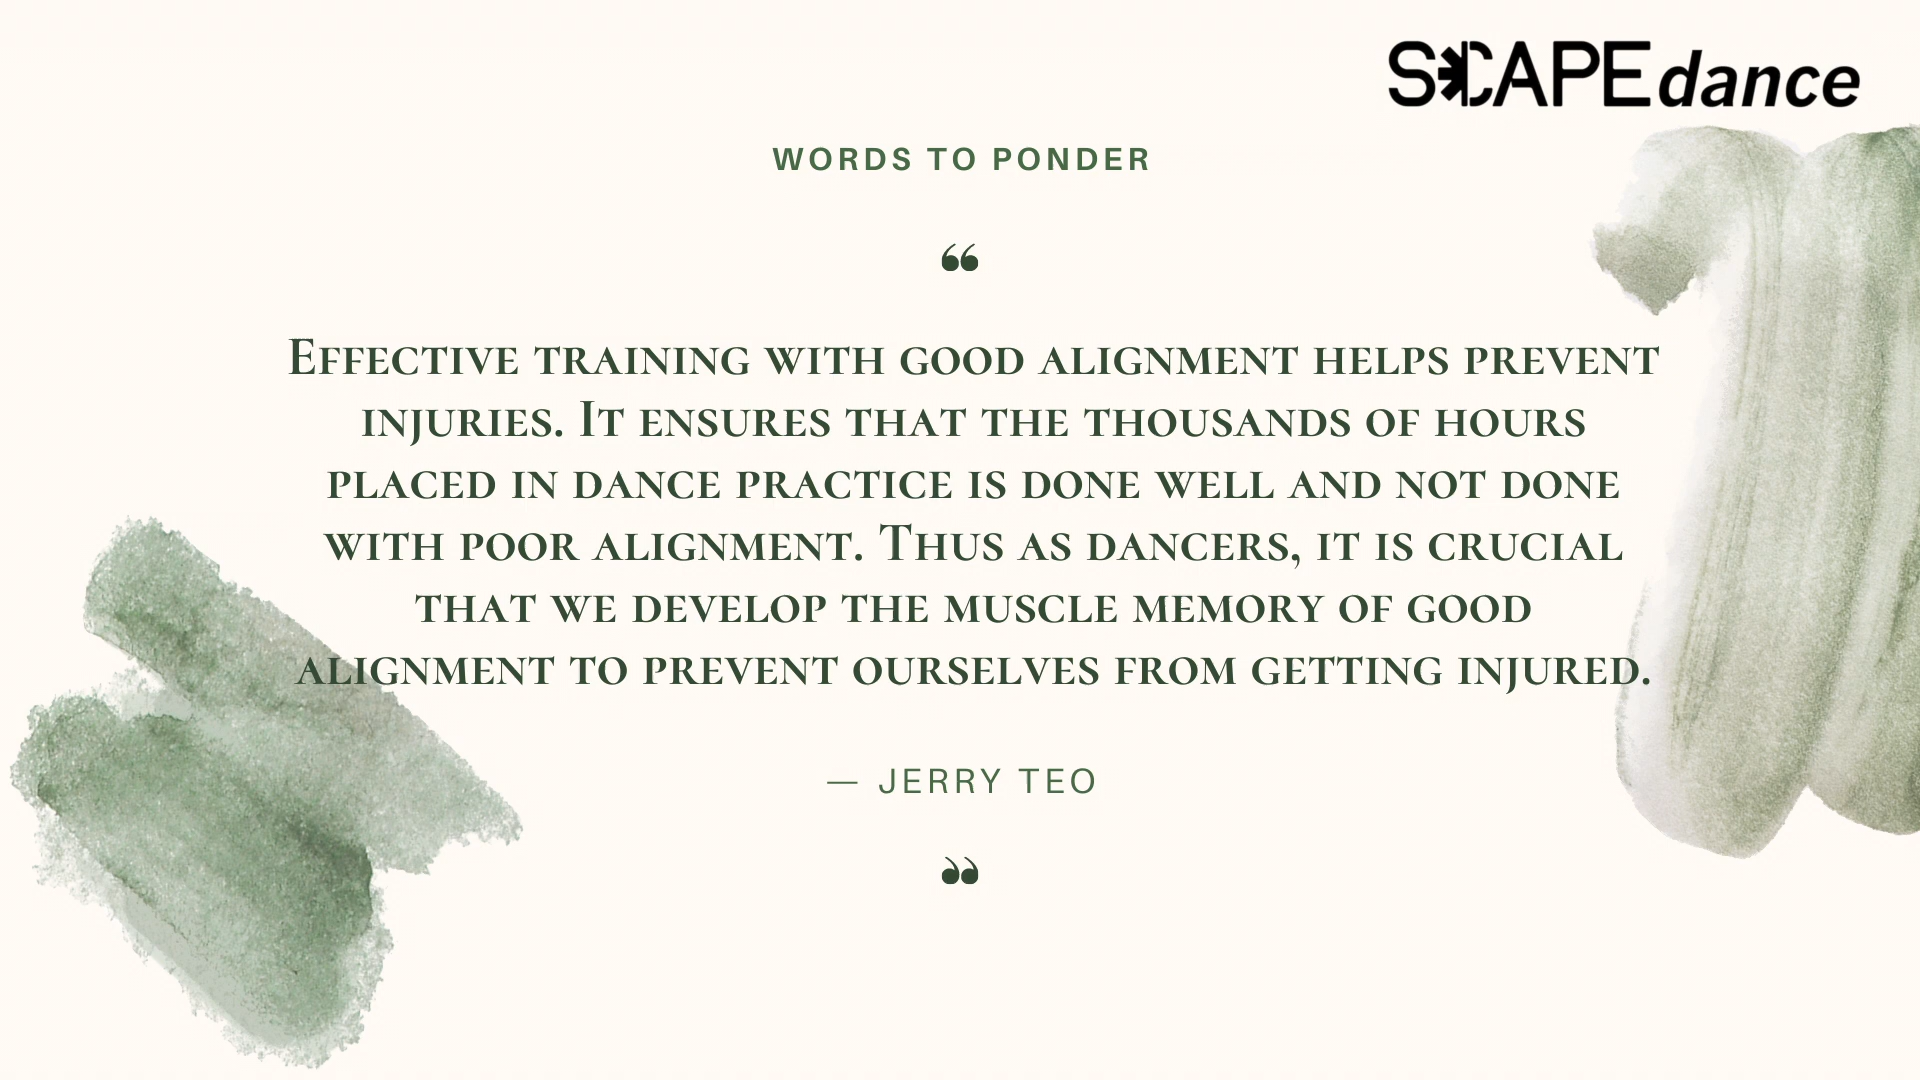 S*CAPEdance
WORDS TO PONDER
“
Effective training with good alignment helps prevent
injuries. It ensures that the thousands of hours
placed in dance practice is done well and not done
with poor alignment. Thus as dancers, it is crucial
that we develop the muscle memory of good
alignment to prevent ourselves from getting injured.
— JERRY TEO
”